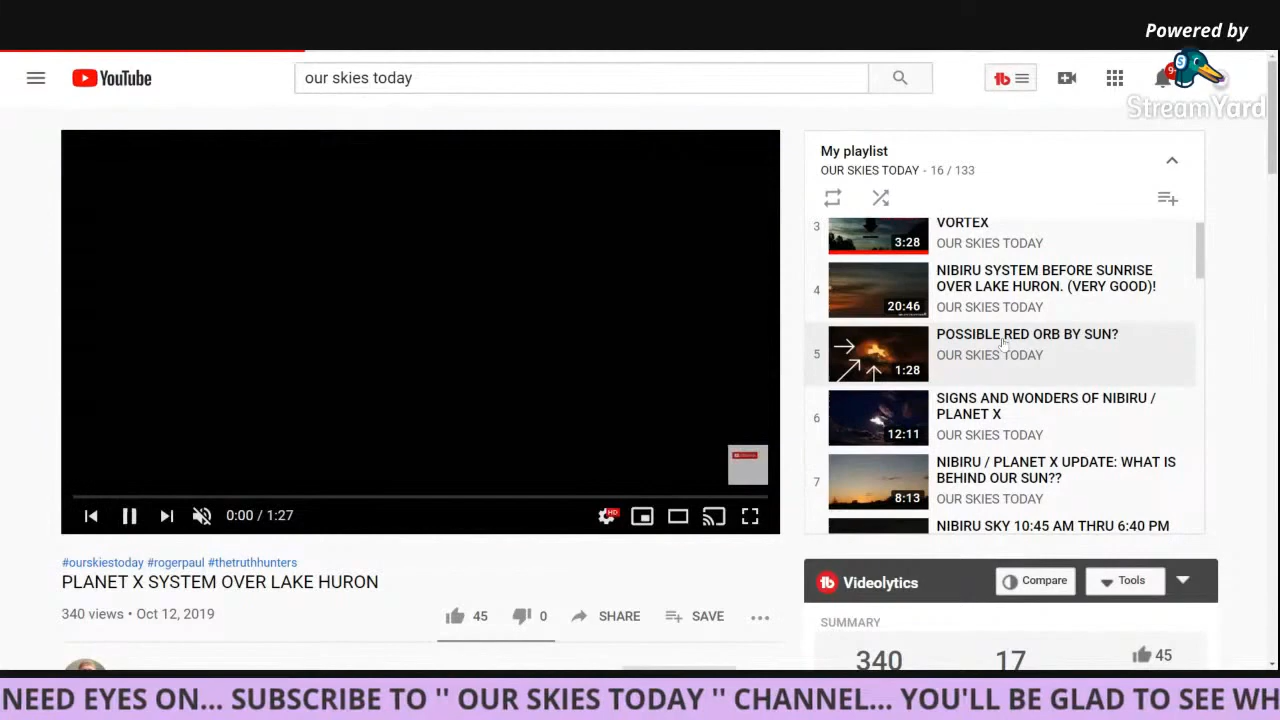 Powered by
StreamYard
YouTube
our skies today
9+
My playlist
OUR SKIES TODAY - 16 / 133
3
VORTEX
3:28
OUR SKIES TODAY
4
NIBIRU SYSTEM BEFORE SUNRISE
OVER LAKE HURON. (VERY GOOD)!
20:46
OUR SKIES TODAY
5
POSSIBLE RED ORB BY SUN?
1:28
OUR SKIES TODAY
6
SIGNS AND WONDERS OF NIBIRU /
PLANET X
12:11
OUR SKIES TODAY
7
NIBIRU / PLANET X UPDATE: WHAT IS
BEHIND OUR SUN??
8:13
OUR SKIES TODAY
NIBIRU SKY 10:45 AM THRU 6:40 PM
0:00 / 1:27
HD
#ourskiestoday #rogerpaul #thetruthhunters
PLANET X SYSTEM OVER LAKE HURON
340 views • Oct 12, 2019
45
0
SHARE
SAVE
tb Videolytics
Compare
Tools
SUMMARY
340
17
45
NEED EYES ON... SUBSCRIBE TO '' OUR SKIES TODAY '' CHANNEL... YOU'LL BE GLAD TO SEE WH